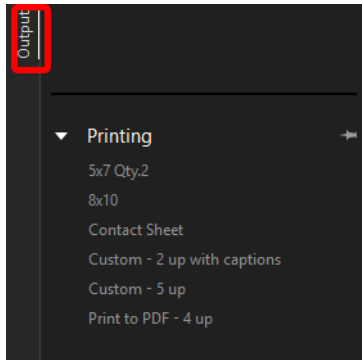 Output
Printing
5x7 Qty.2
8x10
Contact Sheet
Custom - 2 up with captions
Custom - 5 up
Print to PDF - 4 up